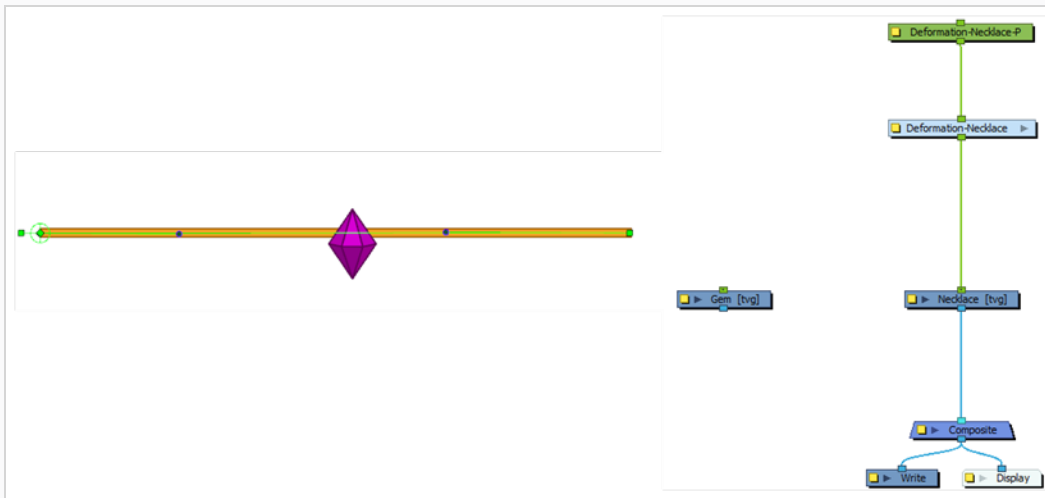 Deformation-Necklace-P
Deformation-Necklace
Gem [tvg]
Necklace [tvg]
Composite
Write
Display